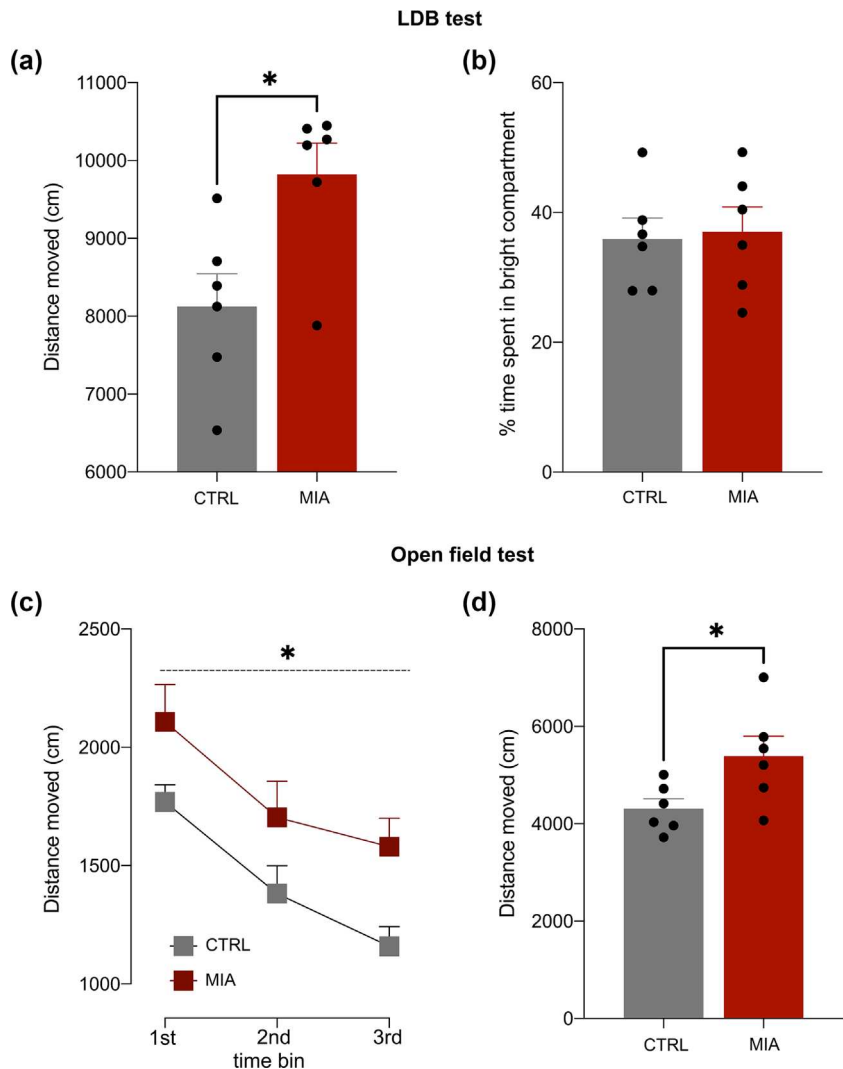 LDB test
(a)
*
11000
10000
9000
8000
7000
6000
Distance moved (cm)
CTRL
MIA
(b)
60
40
20
0
% time spent in bright compartment
CTRL
MIA
Open field test
(c)
*
2500
2000
1500
1000
Distance moved (cm)
CTRL
MIA
1st
2nd
3rd
time bin
(d)
*
8000
6000
4000
2000
0
Distance moved (cm)
CTRL
MIA